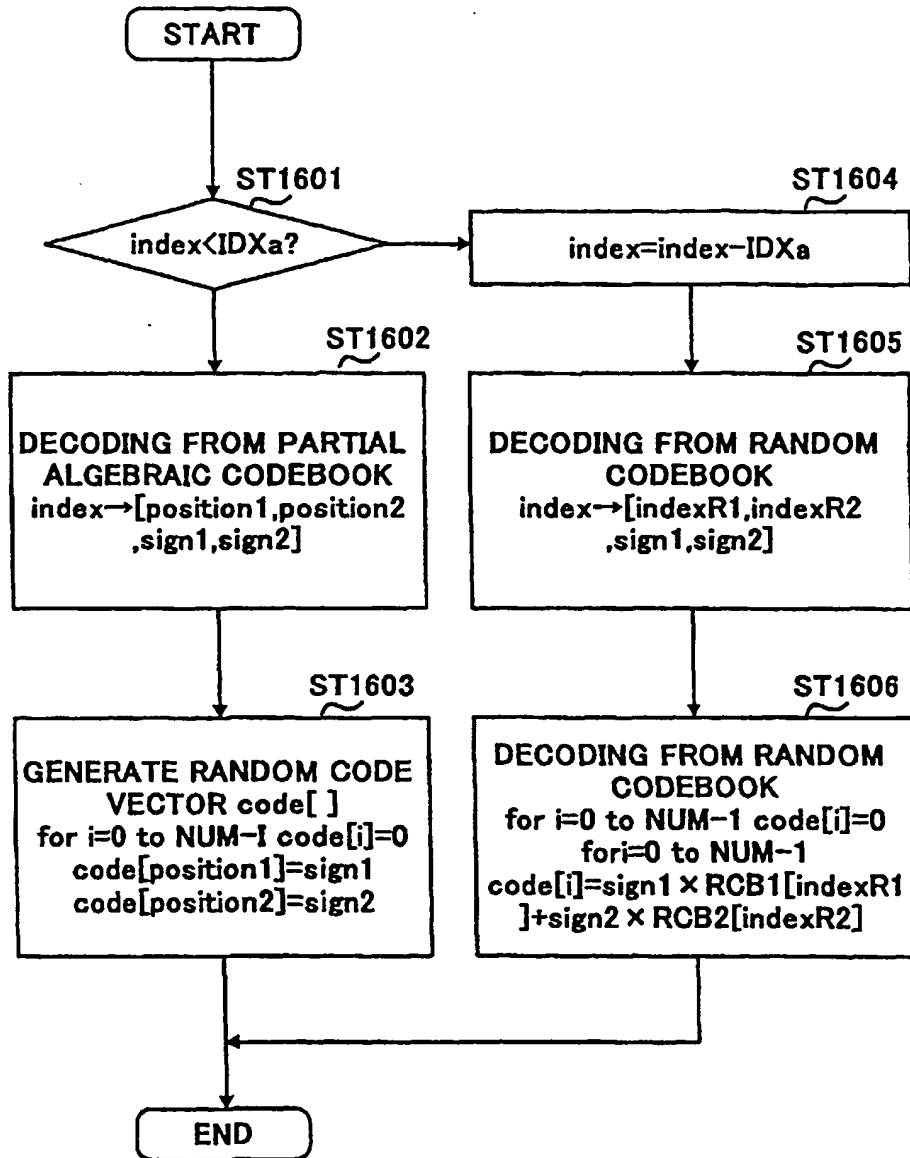 START
ST1601
index<IDXa?
ST1604
index=index-IDXa
ST1602
DECODING FROM PARTIAL
ALGEBRAIC CODEBOOK
index→[position1,position2
,sign1,sign2]
ST1605
DECODING FROM RANDOM
CODEBOOK
index→[indexR1,indexR2
,sign1,sign2]
ST1603
GENERATE RANDOM CODE
VECTOR code[ ]
for i=0 to NUM-I code[i]=0
code[position1]=sign1
code[position2]=sign2
ST1606
DECODING FROM RANDOM
CODEBOOK
for i=0 to NUM-1 code[i]=0
fori=0 to NUM-1
code[i]=sign1 × RCB1[indexR1
]+sign2 × RCB2[indexR2]
END